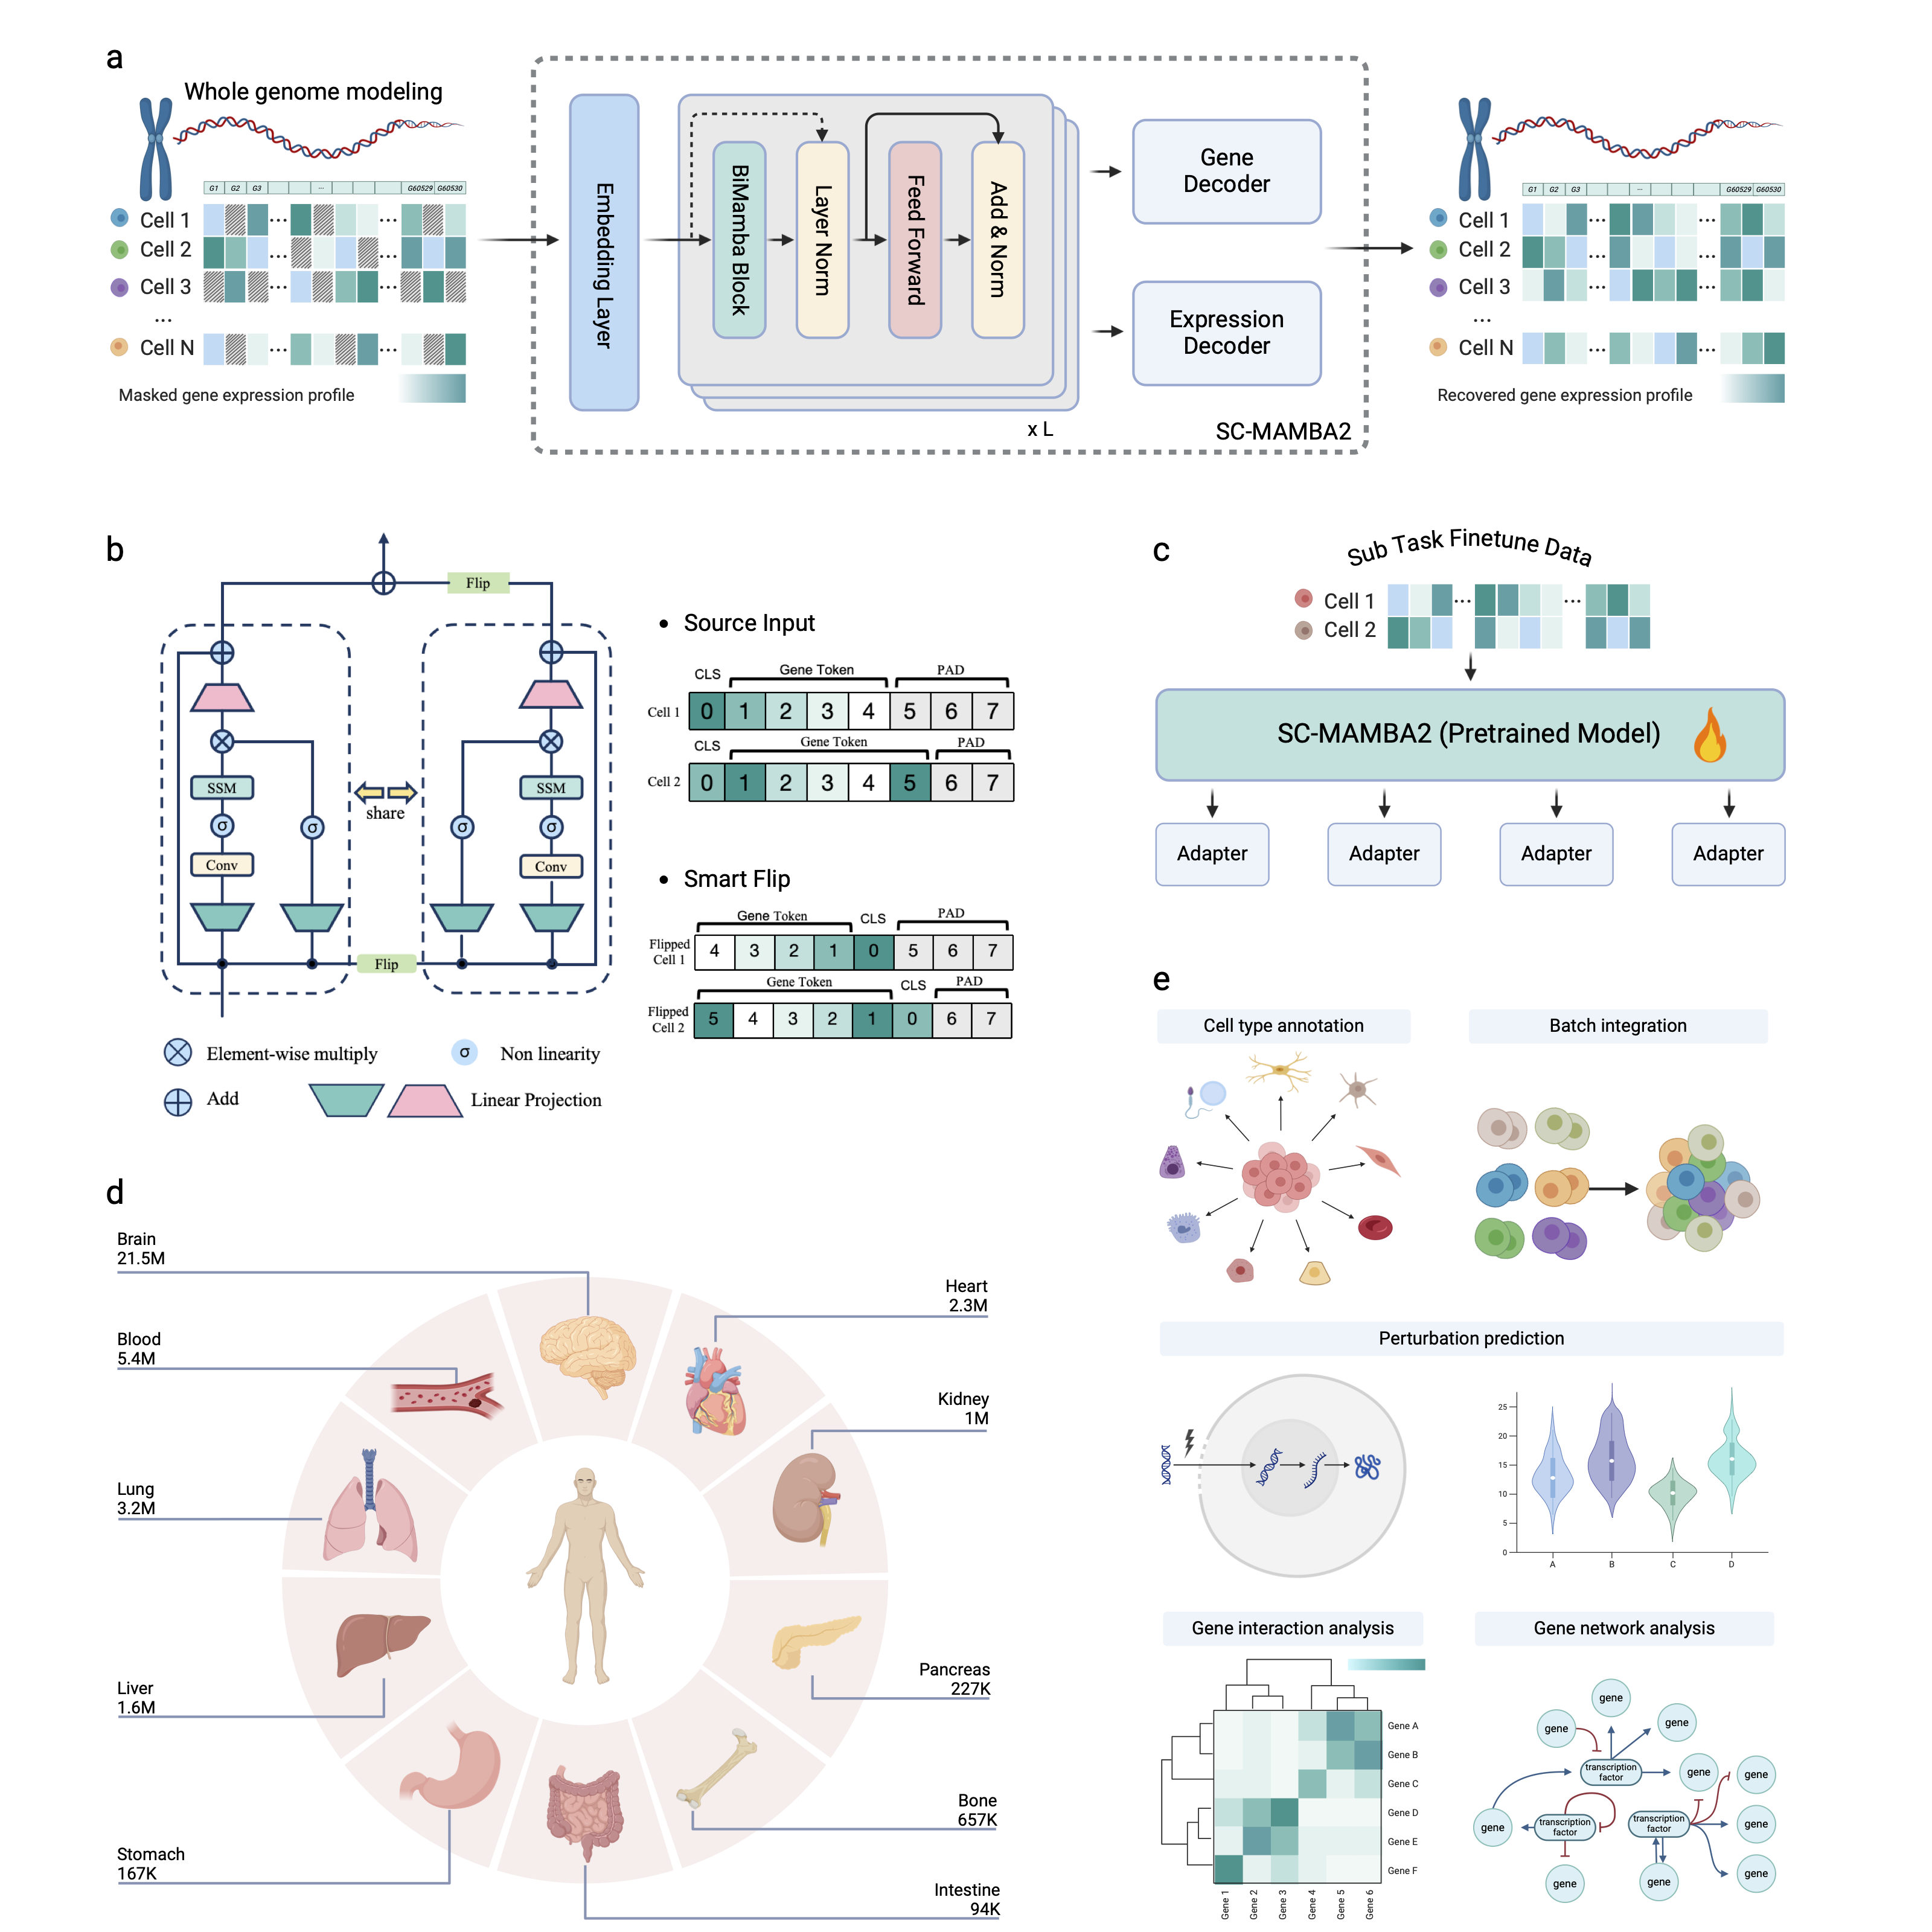 a
Whole genome modeling
G1 G2 G3 ... G60529 G60530
Cell 1
Cell 2
Cell 3
...
Cell N
Masked gene expression profile
Embedding Layer
BiMamba Block
Layer Norm
Feed Forward
Add & Norm
x L
Gene
Decoder
Expression
Decoder
SC-MAMBA2
G1 G2 G3 ... G60529 G60530
Cell 1
Cell 2
Cell 3
...
Cell N
Recovered gene expression profile
b
Flip
SSM
σ
σ
Conv
share
SSM
σ
σ
Conv
Flip
Element-wise multiply
σ Non linearity
Add
Linear Projection
• Source Input
CLS Gene Token PAD
Cell 1 0 1 2 3 4 5 6 7
CLS Gene Token PAD
Cell 2 0 1 2 3 4 5 6 7
• Smart Flip
Gene Token CLS PAD
Flipped
Cell 1
4 3 2 1 0 5 6 7
Gene Token CLS PAD
Flipped
Cell 2
5 4 3 2 1 0 6 7
c
Sub Task Finetune Data
Cell 1
Cell 2
SC-MAMBA2 (Pretrained Model)
Adapter Adapter Adapter Adapter
d
Brain
21.5M
Blood
5.4M
Lung
3.2M
Liver
1.6M
Stomach
167K
Heart
2.3M
Kidney
1M
Pancreas
227K
Bone
657K
Intestine
94K
e
Cell type annotation
Batch integration
Perturbation prediction
25
20
15
10
5
0
A B C D
Gene interaction analysis
Gene A
Gene B
Gene C
Gene D
Gene E
Gene F
Gene 1
Gene 2
Gene 3
Gene 4
Gene 5
Gene 6
Gene network analysis
gene
gene
gene
transcription
factor
gene
gene
gene
transcription
factor
transcription
factor
gene
gene
gene
gene